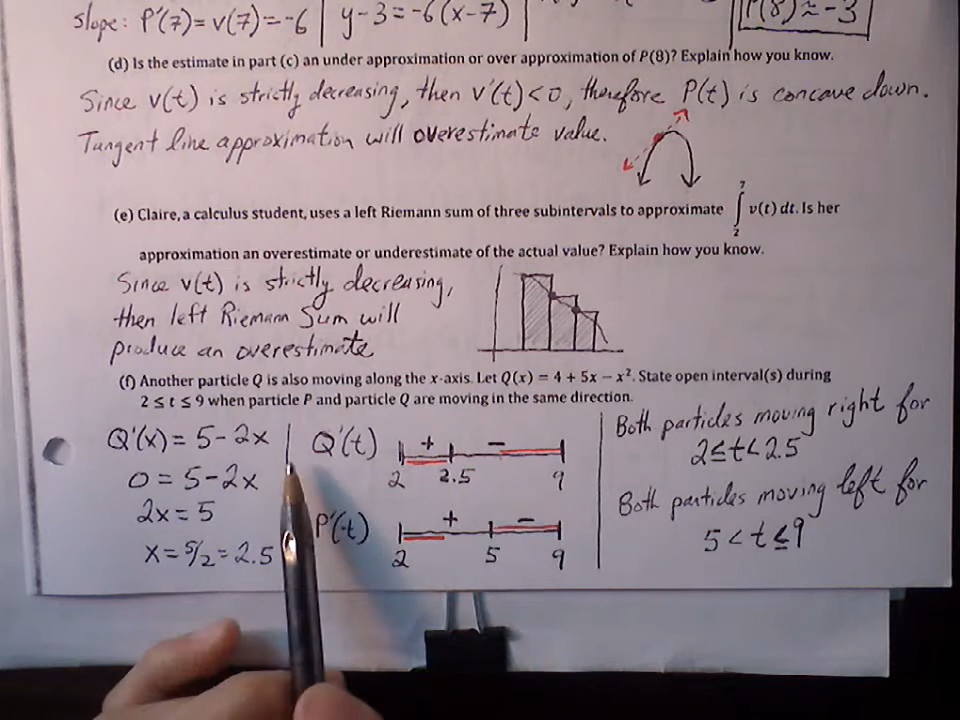 slope: P'(7) = v(7) = -6 | y-3 = -6(x-7) | P(8) ≈ -3
(d) Is the estimate in part (c) an under approximation or over approximation of P(8)? Explain how you know.
Since v(t) is strictly decreasing, then v'(t) < 0, therefore P(t) is concave down.
Tangent line approximation will overestimate value.
(e) Claire, a calculus student, uses a left Riemann sum of three subintervals to approximate ∫₂⁷ v(t) dt. Is her
approximation an overestimate or underestimate of the actual value? Explain how you know.
Since v(t) is strictly decreasing,
then left Riemann Sum will
produce an overestimate
(f) Another particle Q is also moving along the x-axis. Let Q(x) = 4 + 5x − x². State open interval(s) during
2 ≤ t ≤ 9 when particle P and particle Q are moving in the same direction.
Q'(x) = 5-2x
0 = 5-2x
2x = 5
x = 5/2 = 2.5
Q'(t) + −
2 2.5 9
P'(t) + −
2 5 9
Both particles moving right for
2≤t<2.5
Both particles moving left for
5<t≤9